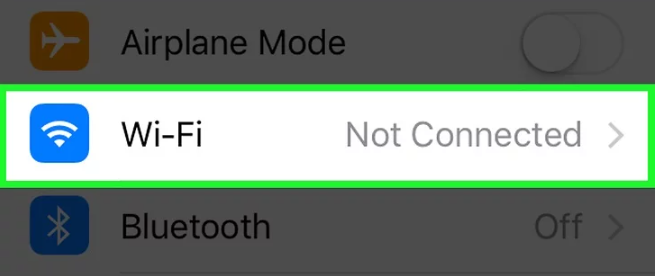 Airplane Mode
Wi-Fi Not Connected
Bluetooth Off